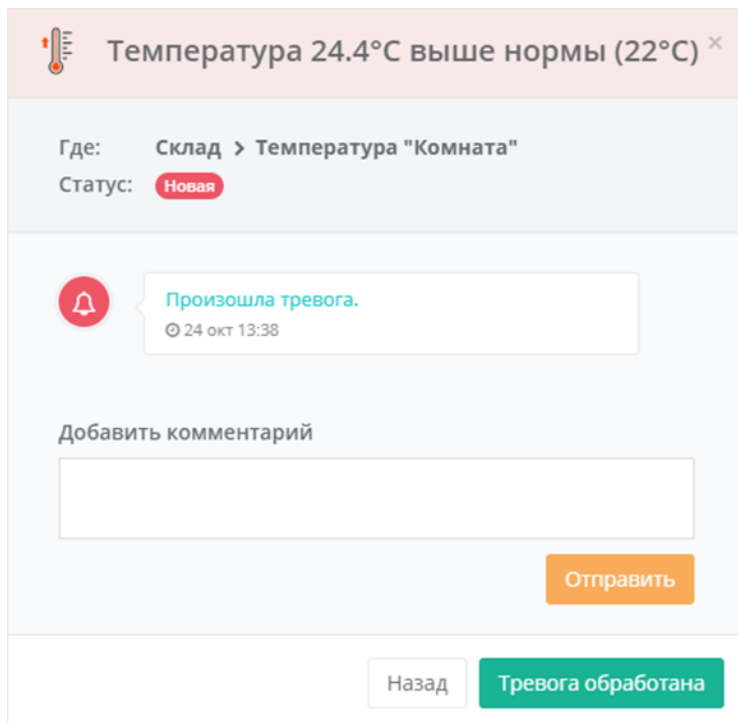 Температура 24.4°C выше нормы (22°C) ×
Где: Склад > Температура "Комната"
Статус: Новая
Произошла тревога.
24 окт 13:38
Добавить комментарий
Отправить
Назад Тревога обработана